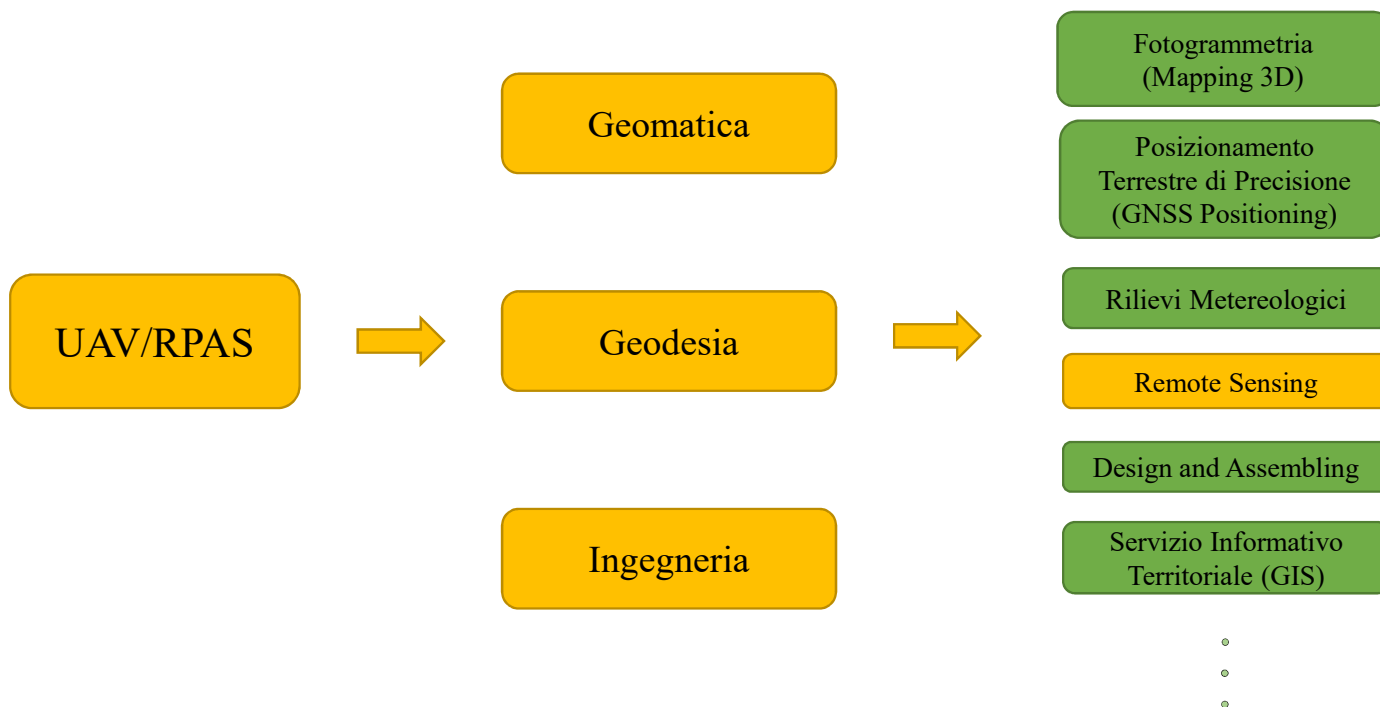 UAV/RPAS
Geomatica
Geodesia
Ingegneria
Fotogrammetria
(Mapping 3D)
Posizionamento
Terrestre di Precisione
(GNSS Positioning)
Rilievi Metereologici
Remote Sensing
Design and Assembling
Servizio Informativo
Territoriale (GIS)